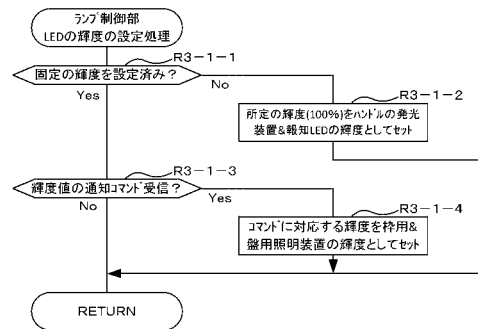 ランプ制御部
LEDの輝度の設定処理
R3-1-1
固定の輝度を設定済み?
Yes
No
R3-1-2
所定の輝度(100%)をハンドルの発光
装置&報知LEDの輝度としてセット
R3-1-3
輝度値の通知コマンド受信?
No
Yes
R3-1-4
コマンドに対応する輝度を枠用&
盤用照明装置の輝度としてセット
RETURN